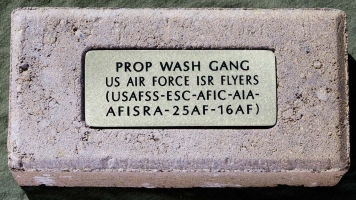 PROP WASH GANG
US AIR FORCE ISR FLYERS
(USAFSS-ESC-AFIC-AIA-
AFISRA-25AF-16AF)